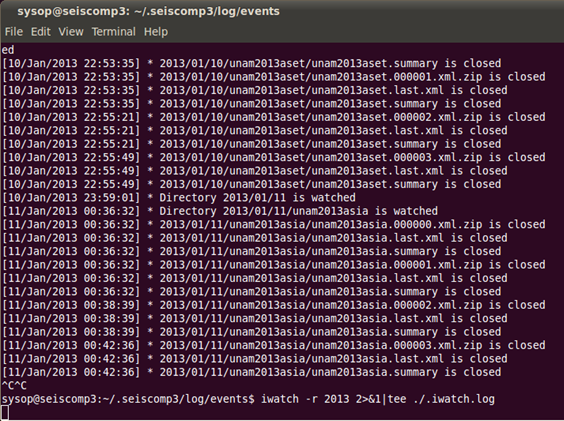 sysop@seiscomp3: ~/.seiscomp3/log/events
File Edit View Terminal Help
ed
[10/Jan/2013 22:53:35] * 2013/01/10/unam2013aset/unam2013aset.summary is closed
[10/Jan/2013 22:53:35] * 2013/01/10/unam2013aset/unam2013aset.000001.xml.zip is closed
[10/Jan/2013 22:53:35] * 2013/01/10/unam2013aset/unam2013aset.last.xml is closed
[10/Jan/2013 22:53:35] * 2013/01/10/unam2013aset/unam2013aset.summary is closed
[10/Jan/2013 22:55:21] * 2013/01/10/unam2013aset/unam2013aset.000002.xml.zip is closed
[10/Jan/2013 22:55:21] * 2013/01/10/unam2013aset/unam2013aset.last.xml is closed
[10/Jan/2013 22:55:21] * 2013/01/10/unam2013aset/unam2013aset.summary is closed
[10/Jan/2013 22:55:49] * 2013/01/10/unam2013aset/unam2013aset.000003.xml.zip is closed
[10/Jan/2013 22:55:49] * 2013/01/10/unam2013aset/unam2013aset.last.xml is closed
[10/Jan/2013 22:55:49] * 2013/01/10/unam2013aset/unam2013aset.summary is closed
[10/Jan/2013 23:59:01] * Directory 2013/01/11 is watched
[11/Jan/2013 00:36:32] * Directory 2013/01/11/unam2013asia is watched
[11/Jan/2013 00:36:32] * 2013/01/11/unam2013asia/unam2013asia.000000.xml.zip is closed
[11/Jan/2013 00:36:32] * 2013/01/11/unam2013asia/unam2013asia.last.xml is closed
[11/Jan/2013 00:36:32] * 2013/01/11/unam2013asia/unam2013asia.summary is closed
[11/Jan/2013 00:36:32] * 2013/01/11/unam2013asia/unam2013asia.000001.xml.zip is closed
[11/Jan/2013 00:36:32] * 2013/01/11/unam2013asia/unam2013asia.last.xml is closed
[11/Jan/2013 00:36:32] * 2013/01/11/unam2013asia/unam2013asia.summary is closed
[11/Jan/2013 00:38:39] * 2013/01/11/unam2013asia/unam2013asia.000002.xml.zip is closed
[11/Jan/2013 00:38:39] * 2013/01/11/unam2013asia/unam2013asia.last.xml is closed
[11/Jan/2013 00:38:39] * 2013/01/11/unam2013asia/unam2013asia.summary is closed
[11/Jan/2013 00:42:36] * 2013/01/11/unam2013asia/unam2013asia.000003.xml.zip is closed
[11/Jan/2013 00:42:36] * 2013/01/11/unam2013asia/unam2013asia.last.xml is closed
[11/Jan/2013 00:42:36] * 2013/01/11/unam2013asia/unam2013asia.summary is closed
^C^C
sysop@seiscomp3:~/.seiscomp3/log/events$ iwatch -r 2013 2>&1|tee ./.iwatch.log